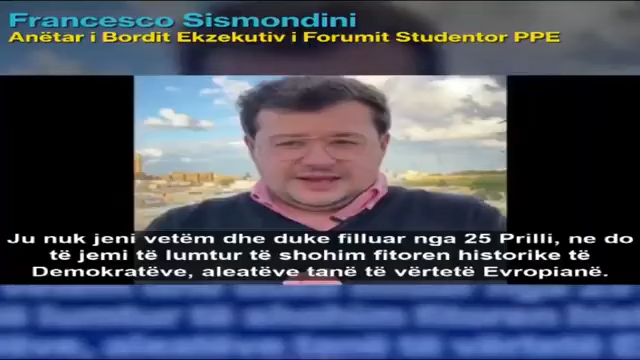 Francesco Sismondini
Anëtar i Bordit Ekzekutiv i Forumit Studentor PPE
Ju nuk jeni vetëm dhe duke filluar nga 25 Prilli, ne do
të jemi të lumtur të shohim fitoren historike të
Demokratëve, aleatëve tanë të vërtetë Evropianë.